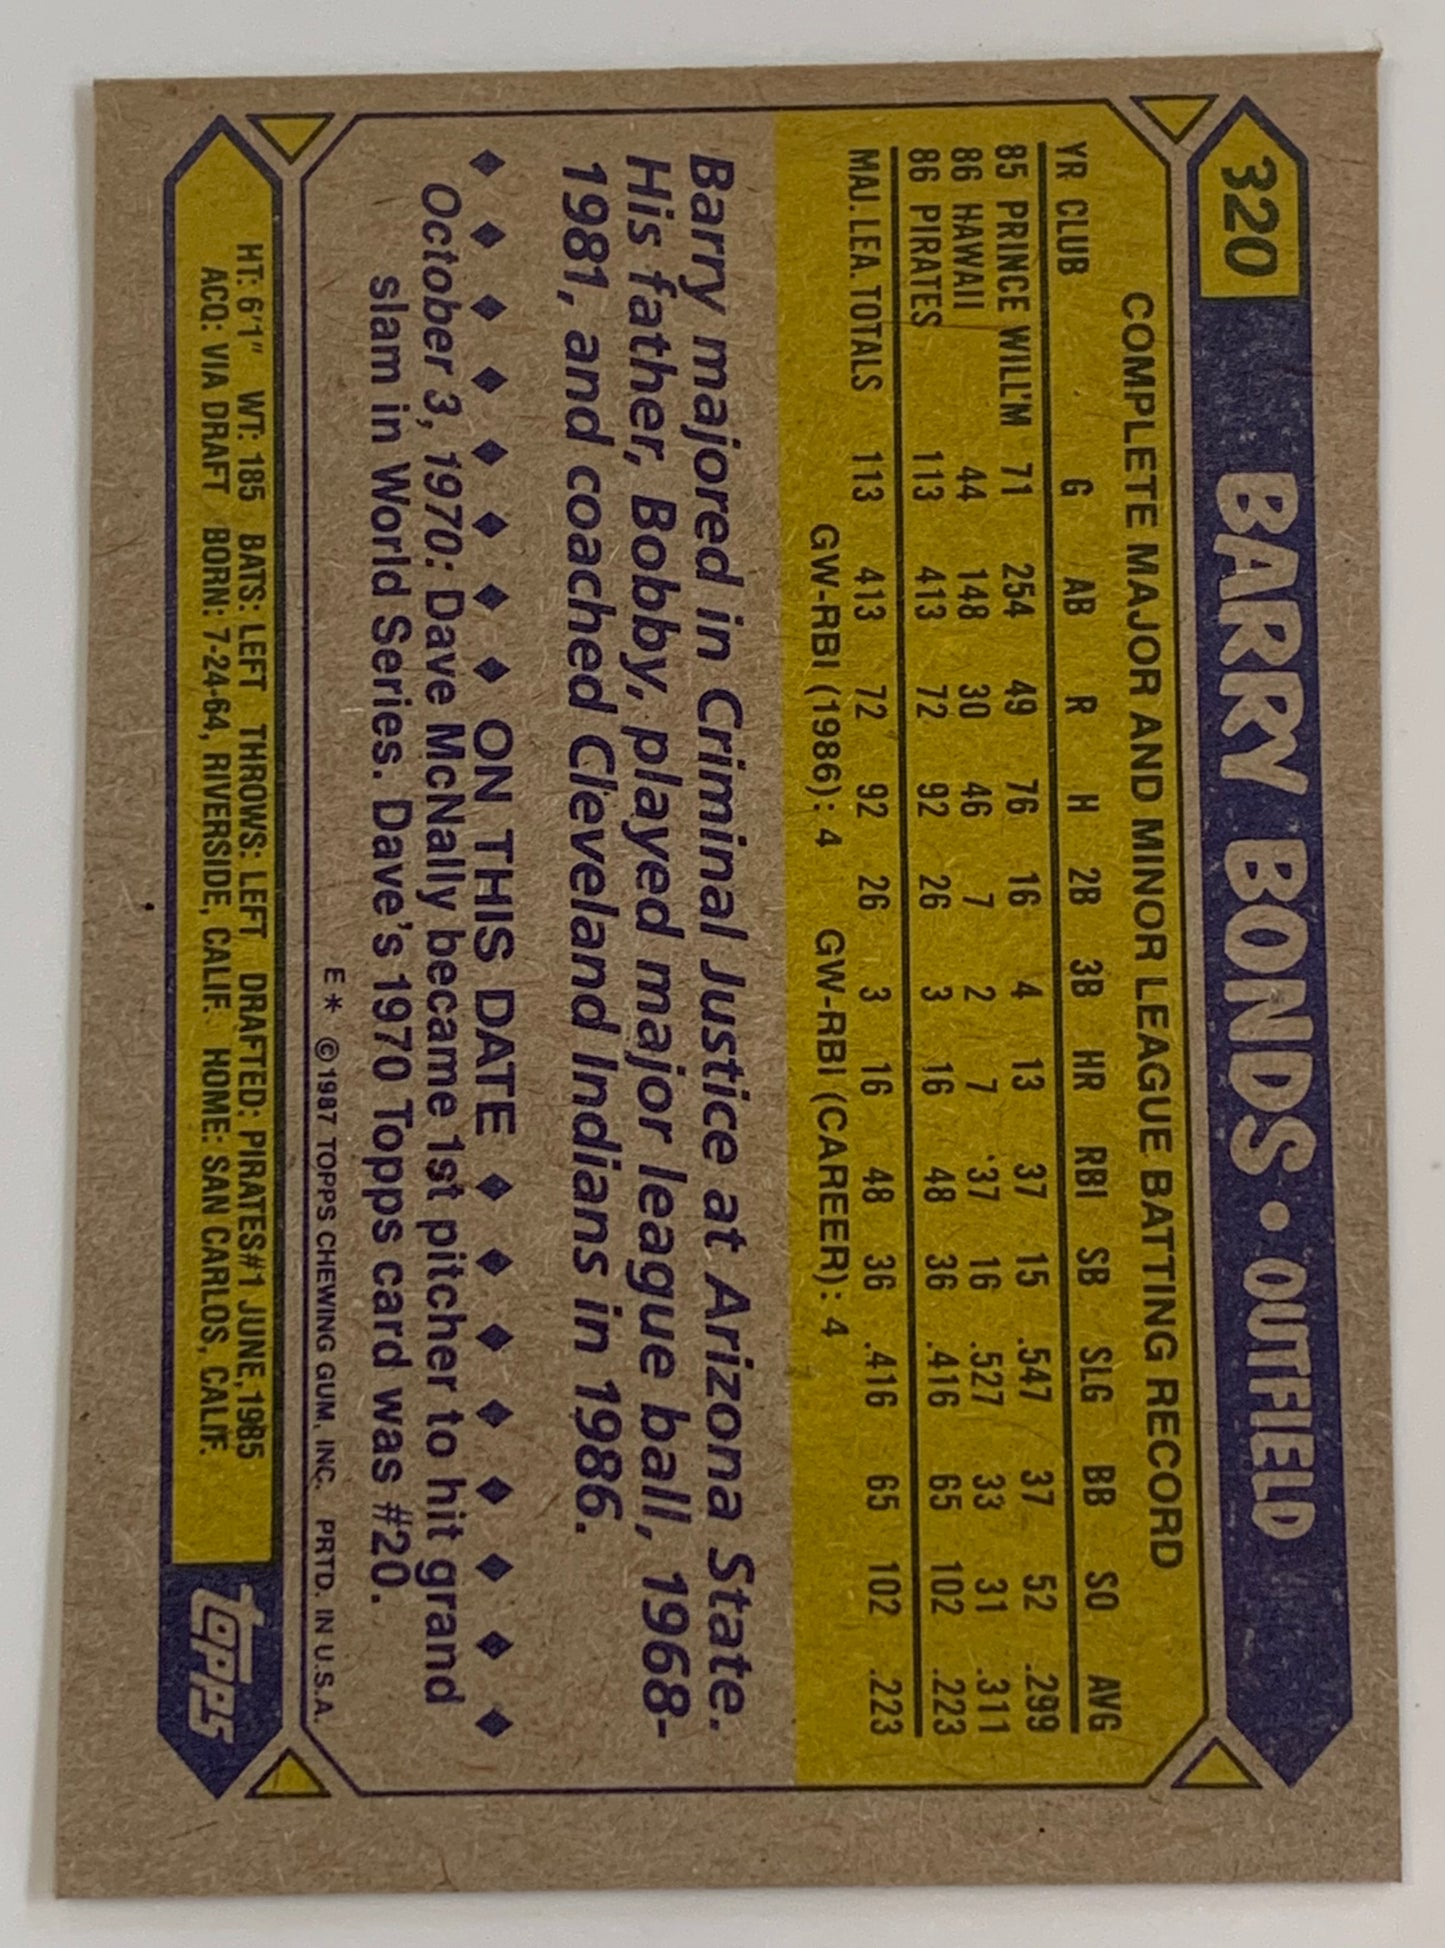 320 BARRY BONDS • OUTFIELD
COMPLETE MAJOR AND MINOR LEAGUE BATTING RECORD
YR CLUB G AB R H 2B 3B HR RBI SB SLG BB SO AVG
85 PRINCE WILL'M 71 254 49 76 16 4 13 37 15 .547 37 52 .299
86 HAWAII 44 148 30 46 7 2 7 37 16 .527 33 31 .311
86 PIRATES 113 413 72 92 26 3 16 48 36 .416 65 102 .223
MAJ. LEA. TOTALS 113 413 72 92 26 3 16 48 36 .416 65 102 .223
GW-RBI (1986): 4 GW-RBI (CAREER): 4
Barry majored in Criminal Justice at Arizona State.
His father, Bobby, played major league ball, 1968-
1981, and coached Cleveland Indians in 1986.
◆ ◆ ◆ ◆ ◆ ◆ ◆ ◆ ON THIS DATE ◆ ◆ ◆ ◆ ◆ ◆ ◆ ◆
October 3, 1970: Dave McNally became 1st pitcher to hit grand
slam in World Series. Dave's 1970 Topps card was #20.
E* ©1987 TOPPS CHEWING GUM, INC. PRTD. IN U.S.A.
HT: 6'1" WT: 185 BATS: LEFT THROWS: LEFT DRAFTED: PIRATES#1 JUNE,1985
ACQ: VIA DRAFT BORN: 7-24-64, RIVERSIDE, CALIF. HOME: SAN CARLOS, CALIF.
topps